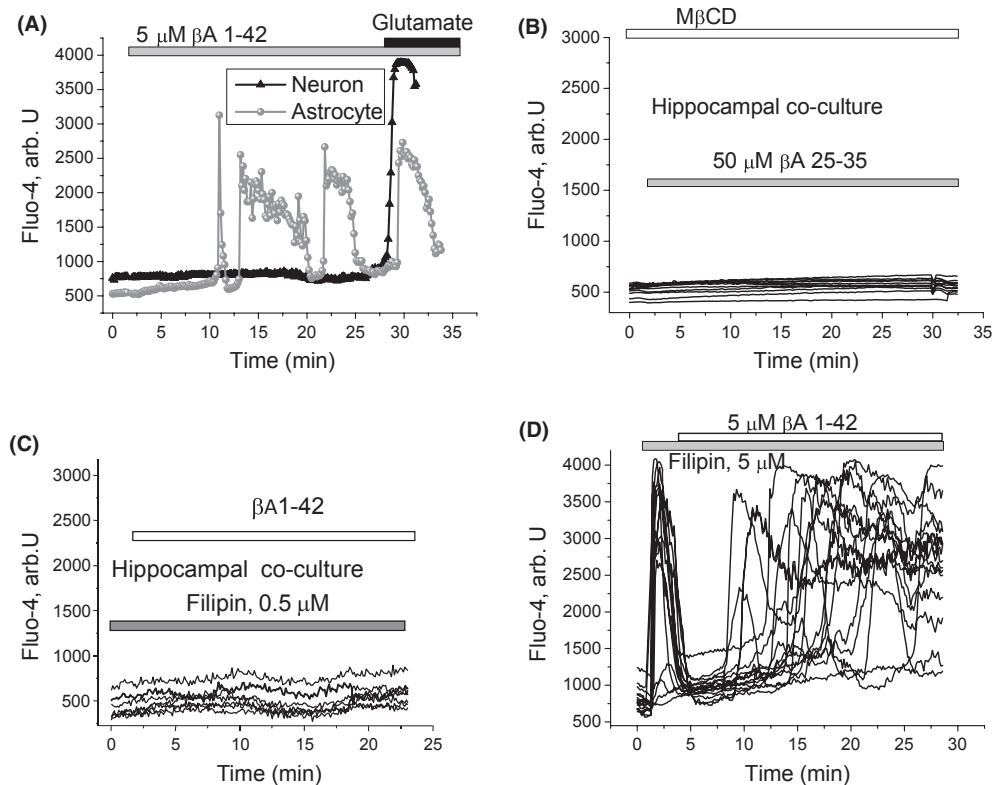 (A)
Glutamate
5 μM βA 1-42
Neuron
Astrocyte
4000
3500
3000
2500
2000
1500
1000
500
Fluo-4, arb.U
0 5 10 15 20 25 30 35
Time (min)
(B)
MβCD
3000
2500
2000
1500
1000
500
Hippocampal co-culture
50 μM βA 25-35
Fluo-4, arb.U
0 5 10 15 20 25 30 35
Time (min)
(C)
3000
2500
2000
1500
1000
500
βA1-42
Hippocampal co-culture
Filipin, 0.5 μM
Fluo-4, arb.U
0 5 10 15 20 25
Time (min)
(D)
5 μM βA 1-42
Filipin, 5 μM
4000
3500
3000
2500
2000
1500
1000
500
Fluo-4, arb. U
0 5 10 15 20 25 30
Time (min)